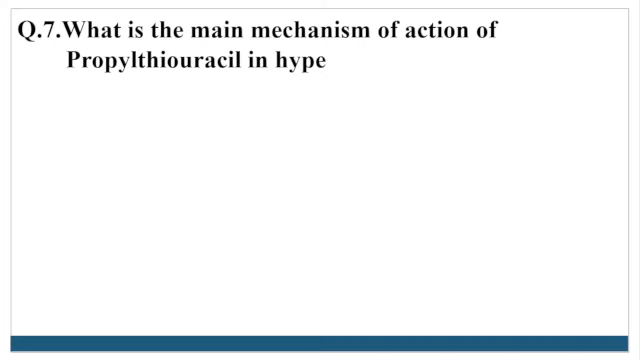 Q.7.What is the main mechanism of action of
Propylthiouracil in hype